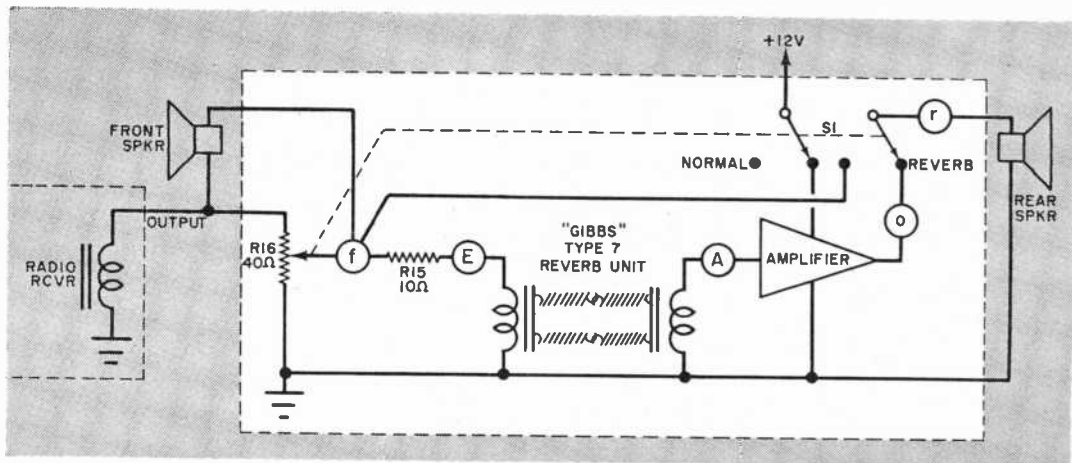 +12V
FRONT
SPKR
r
S1
NORMAL
REVERB
OUTPUT
REAR
SPKR
R16
40Ω
f
R15
10Ω
E
"GIBBS"
TYPE 7
REVERB UNIT
A
AMPLIFIER
o
RADIO
RCVR